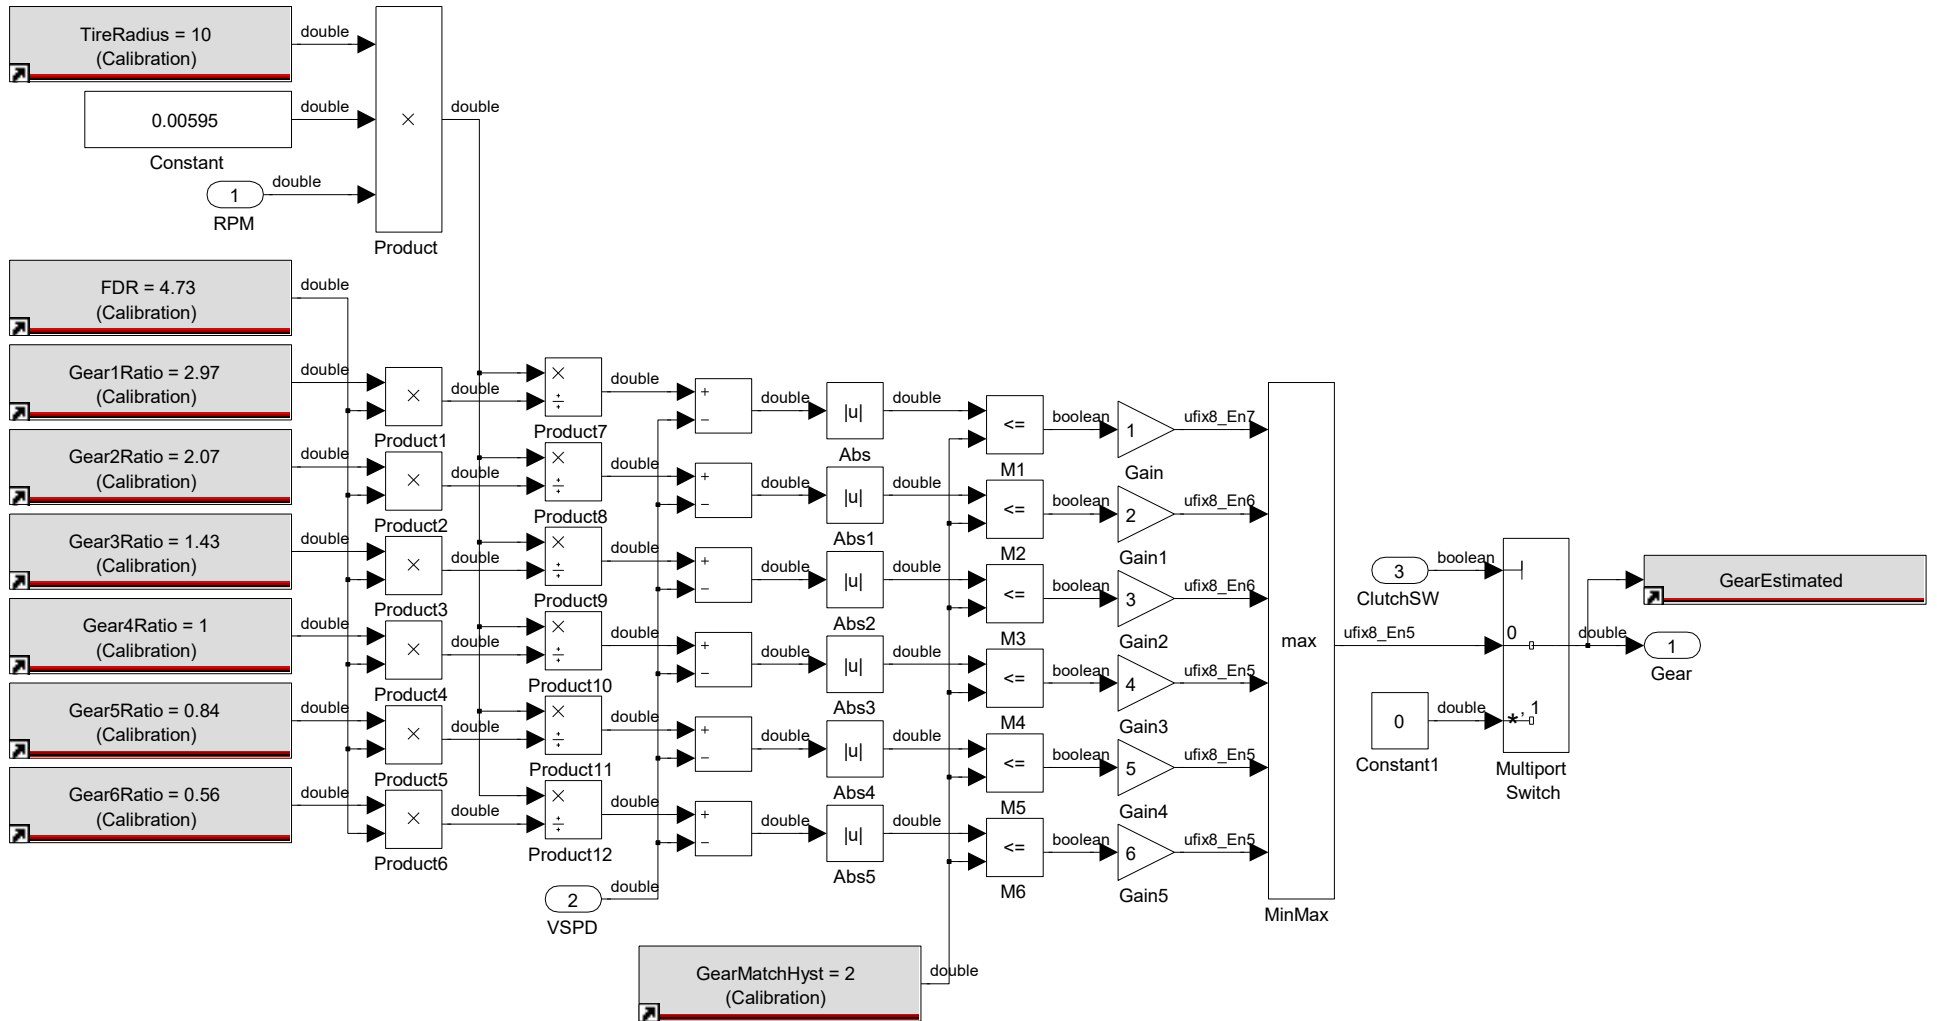 TireRadius = 10
(Calibration)
double
0.00595
double
Constant
1
double
RPM
×
double
Product
FDR = 4.73
(Calibration)
double
Gear1Ratio = 2.97
(Calibration)
double
×
Product1
double
Gear2Ratio = 2.07
(Calibration)
double
×
Product2
double
Gear3Ratio = 1.43
(Calibration)
double
×
Product3
double
Gear4Ratio = 1
(Calibration)
double
×
Product4
double
Gear5Ratio = 0.84
(Calibration)
double
×
Product5
double
Gear6Ratio = 0.56
(Calibration)
double
×
Product6
double
×
÷
Product7
double
×
÷
Product8
double
×
÷
Product9
double
×
÷
Product10
double
×
÷
Product11
double
×
÷
Product12
double
2
VSPD
double
+
−
double
+
−
double
+
−
double
+
−
double
+
−
double
+
−
double
|u|
Abs
double
|u|
Abs1
double
|u|
Abs2
double
|u|
Abs3
double
|u|
Abs4
double
|u|
Abs5
double
GearMatchHyst = 2
(Calibration)
double
<=
M1
boolean
<=
M2
boolean
<=
M3
boolean
<=
M4
boolean
<=
M5
boolean
<=
M6
boolean
1
Gain
ufix8_En7
2
Gain1
ufix8_En6
3
Gain2
ufix8_En6
4
Gain3
ufix8_En5
5
Gain4
ufix8_En5
6
Gain5
ufix8_En5
max
MinMax
ufix8_En5
3
boolean
ClutchSW
0
Constant1
double
0
*, 1
Multiport
Switch
double
GearEstimated
1
Gear